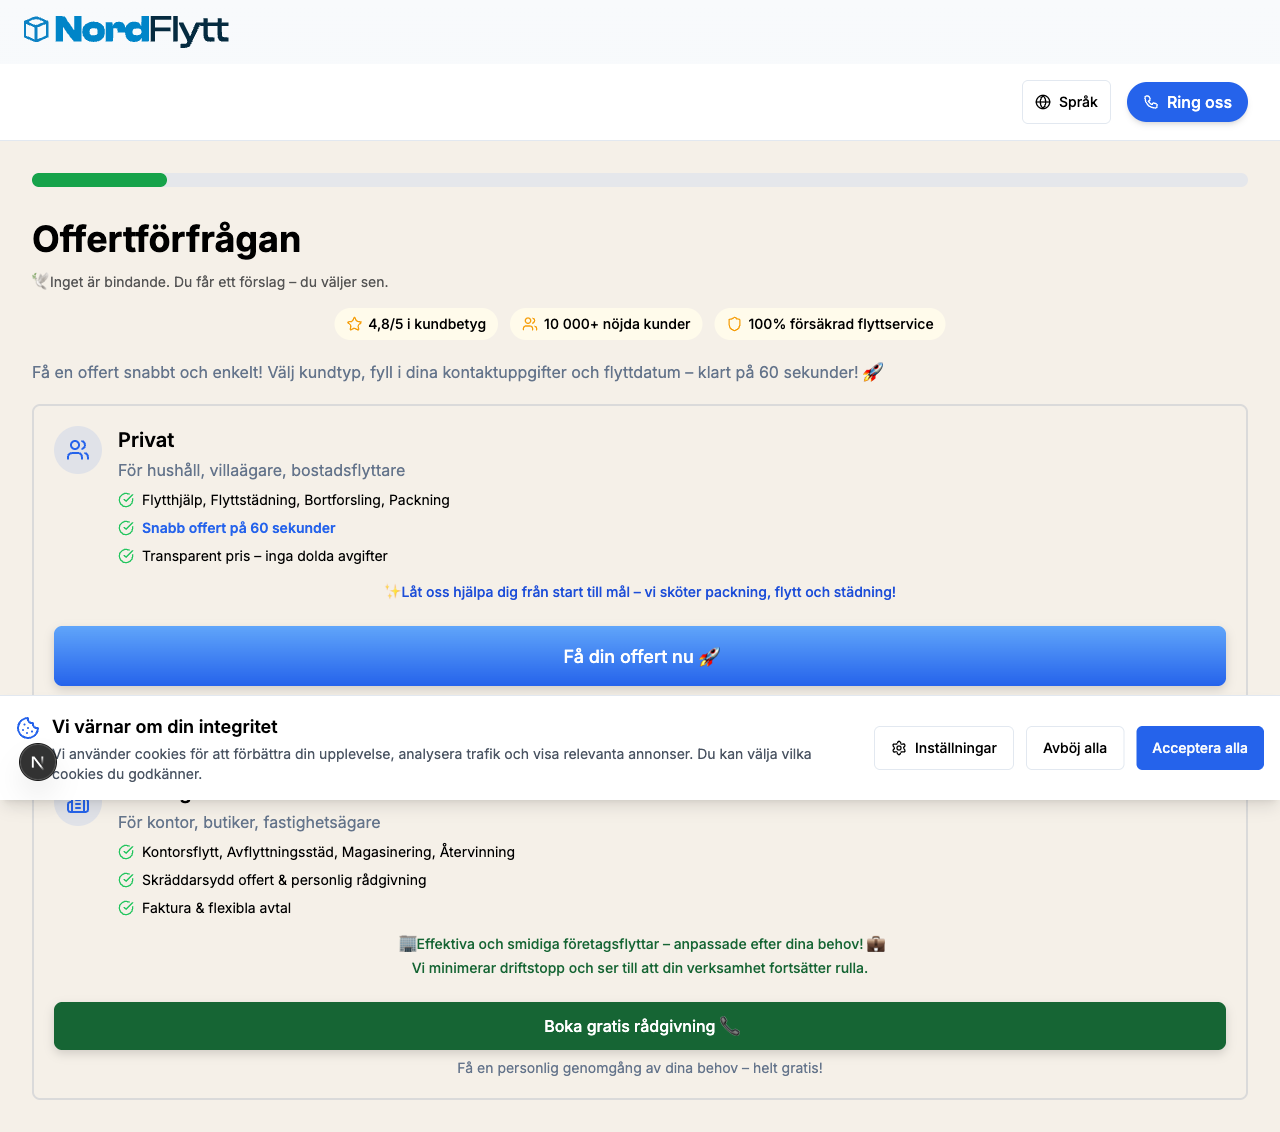 NordFlytt
Språk
Ring oss
Offertförfrågan
🕊️Inget är bindande. Du får ett förslag – du väljer sen.
4,8/5 i kundbetyg
10 000+ nöjda kunder
100% försäkrad flyttservice
Få en offert snabbt och enkelt! Välj kundtyp, fyll i dina kontaktuppgifter och flyttdatum – klart på 60 sekunder! 🚀
Privat
För hushåll, villaägare, bostadsflyttare
Flytthjälp, Flyttstädning, Bortforsling, Packning
Snabb offert på 60 sekunder
Transparent pris – inga dolda avgifter
✨Låt oss hjälpa dig från start till mål – vi sköter packning, flytt och städning!
Få din offert nu 🚀
Vi värnar om din integritet
Vi använder cookies för att förbättra din upplevelse, analysera trafik och visa relevanta annonser. Du kan välja vilka
cookies du godkänner.
N
Inställningar
Avböj alla
Acceptera alla
För kontor, butiker, fastighetsägare
Kontorsflytt, Avflyttningsstäd, Magasinering, Återvinning
Skräddarsydd offert & personlig rådgivning
Faktura & flexibla avtal
🏢Effektiva och smidiga företagsflyttar – anpassade efter dina behov! 💼
Vi minimerar driftstopp och ser till att din verksamhet fortsätter rulla.
Boka gratis rådgivning 📞
Få en personlig genomgång av dina behov – helt gratis!